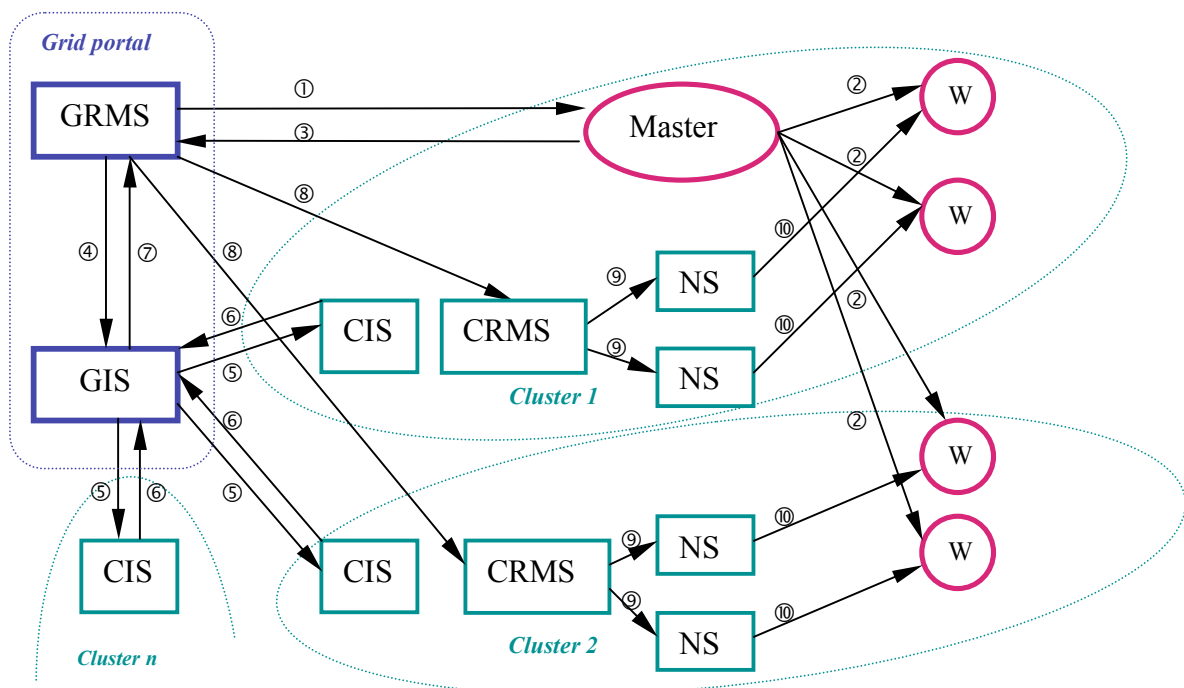 Grid portal
GRMS
①
③
Master
②
W
②
W
⑧
④
⑦
⑧
⑩
NS
⑨
⑥
CIS
CRMS
②
⑩
⑨
NS
GIS
⑤
Cluster 1
⑥
②
W
⑤
⑥
⑤
CIS
CIS
CRMS
⑨
NS
⑩
W
⑨
NS
⑩
Cluster n
Cluster 2